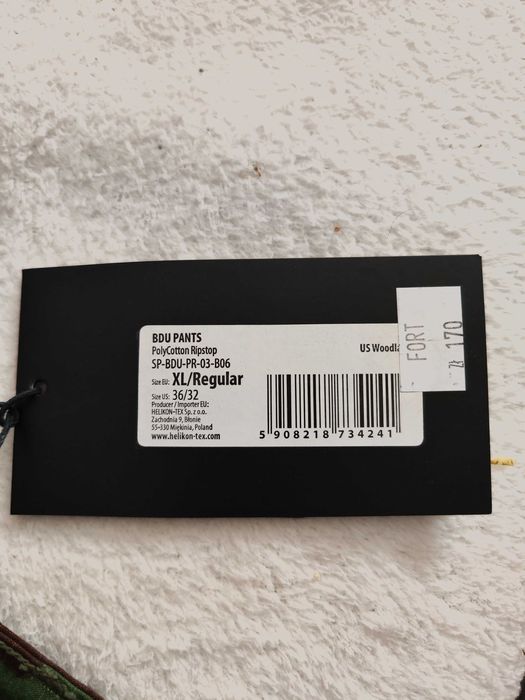 BDU PANTS
PolyCotton Ripstop
US Woodla
SP-BDU-PR-03-B06
Size EU: XL/Regular
Size US: 36/32
Producer / Importer EU:
HELIKON-TEX Sp. z o.o.
Zachodnia 9, Błonie
55-330 Miękinia, Poland
www.helikon-tex.com
5 908218 734241
FORT
zł 170